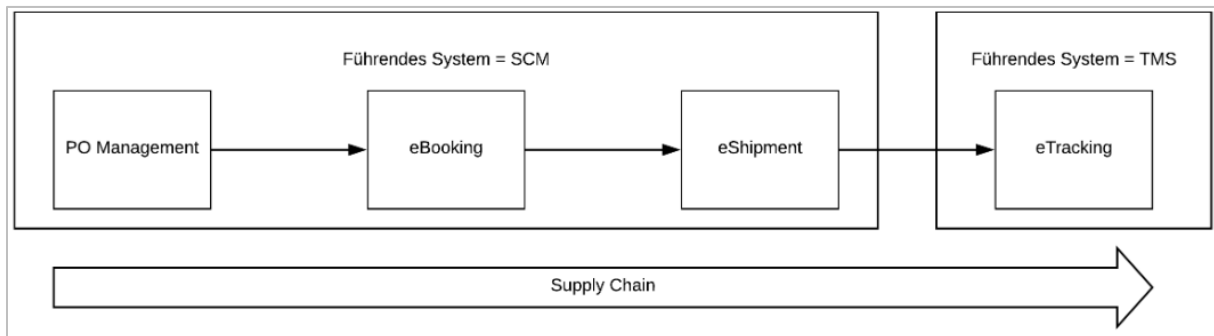 Führendes System = SCM
Führendes System = TMS
PO Management
eBooking
eShipment
eTracking
Supply Chain